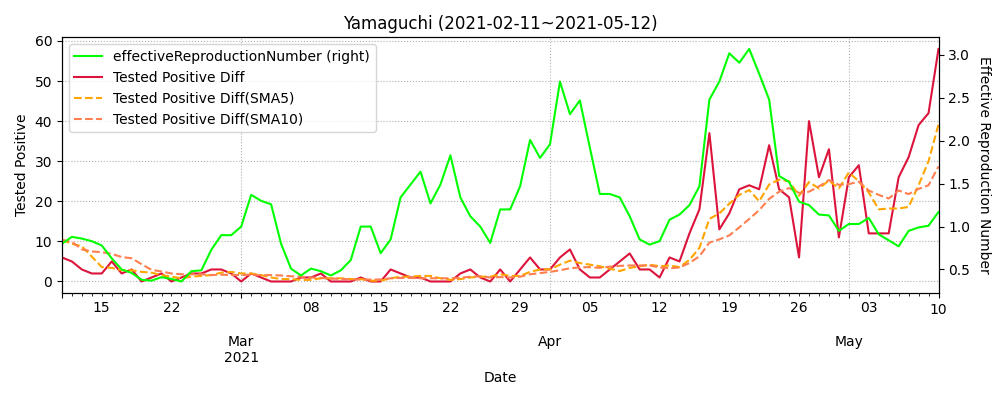 Yamaguchi (2021-02-11~2021-05-12)
effectiveReproductionNumber (right)
Tested Positive Diff
Tested Positive Diff(SMA5)
Tested Positive Diff(SMA10)
Tested Positive
60
50
40
30
20
10
0
3.0
2.5
2.0
1.5
1.0
0.5
Effective Reproduction Number
15 22 08 15 22 29 05 12 19 26 03 10
Mar Apr May
2021
Date